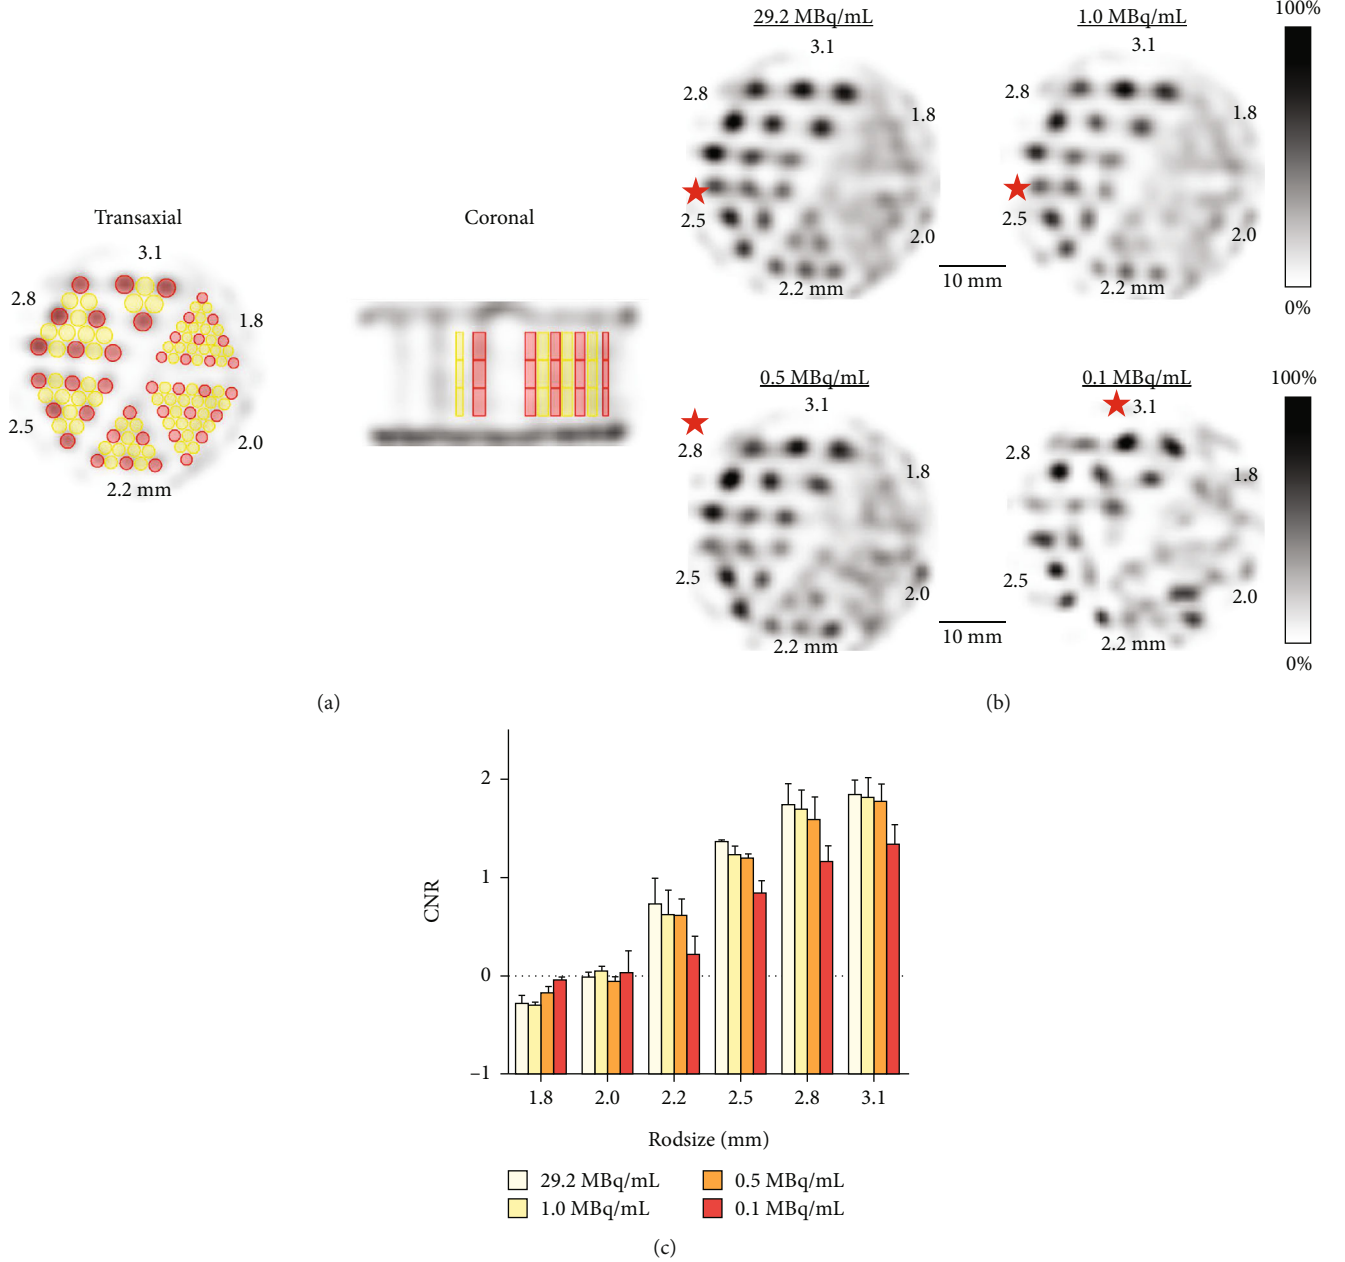 Transaxial
3.1
2.8
1.8
2.5
2.0
2.2 mm
Coronal
(a)
29.2 MBq/mL
3.1
2.8
1.8
2.5
2.0
2.2 mm
10 mm
1.0 MBq/mL
3.1
2.8
1.8
2.5
2.0
2.2 mm
100%
0%
0.5 MBq/mL
3.1
2.8
1.8
2.5
2.0
2.2 mm
10 mm
0.1 MBq/mL
3.1
2.8
1.8
2.5
2.0
2.2 mm
100%
0%
(b)
CNR
2
1
0
−1
1.8
2.0
2.2
2.5
2.8
3.1
Rodsize (mm)
29.2 MBq/mL
1.0 MBq/mL
0.5 MBq/mL
0.1 MBq/mL
(c)